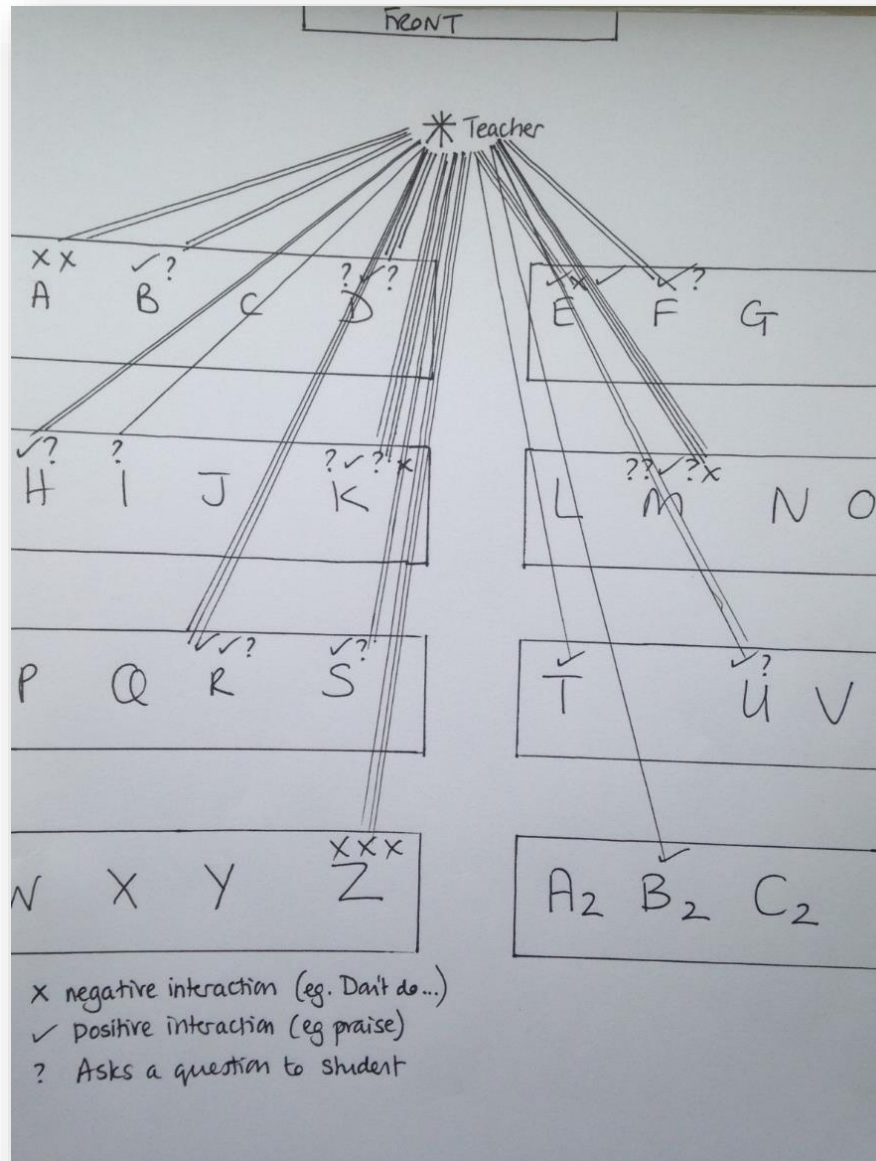 FRONT
* Teacher
x x ✓ ? ? ✓ ? ✓ x ✓ ✓ ?
A B C D E F G
✓ ? ? ? ✓ ? x ? ? ✓ ? x
H I J K L M N O
✓ ✓ ? ✓ ? ✓ ✓ ?
P Q R S T U V
x x x ✓
X Y Z A2 B2 C2
x negative interaction (eg. Don't do...)
✓ positive interaction (eg praise)
? Asks a question to student